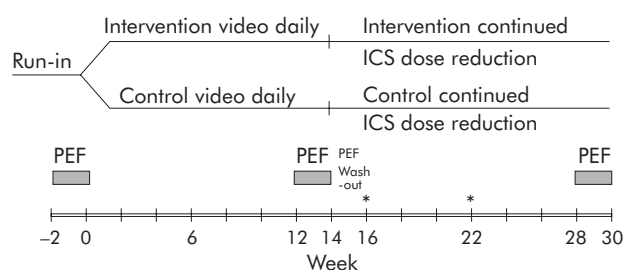 Intervention video daily
Intervention continued
Run-in
ICS dose reduction
Control video daily
Control continued
ICS dose reduction
PEF
PEF
PEF
PEF
Wash
-out
*
*
–2 0 6 12 14 16 22 28 30
Week